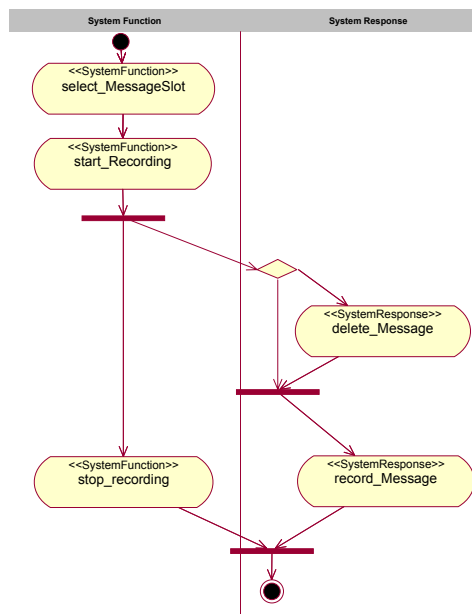 System Function
System Response
<<SystemFunction>>
select_MessageSlot
<<SystemFunction>>
start_Recording
<<SystemResponse>>
delete_Message
<<SystemFunction>>
stop_recording
<<SystemResponse>>
record_Message